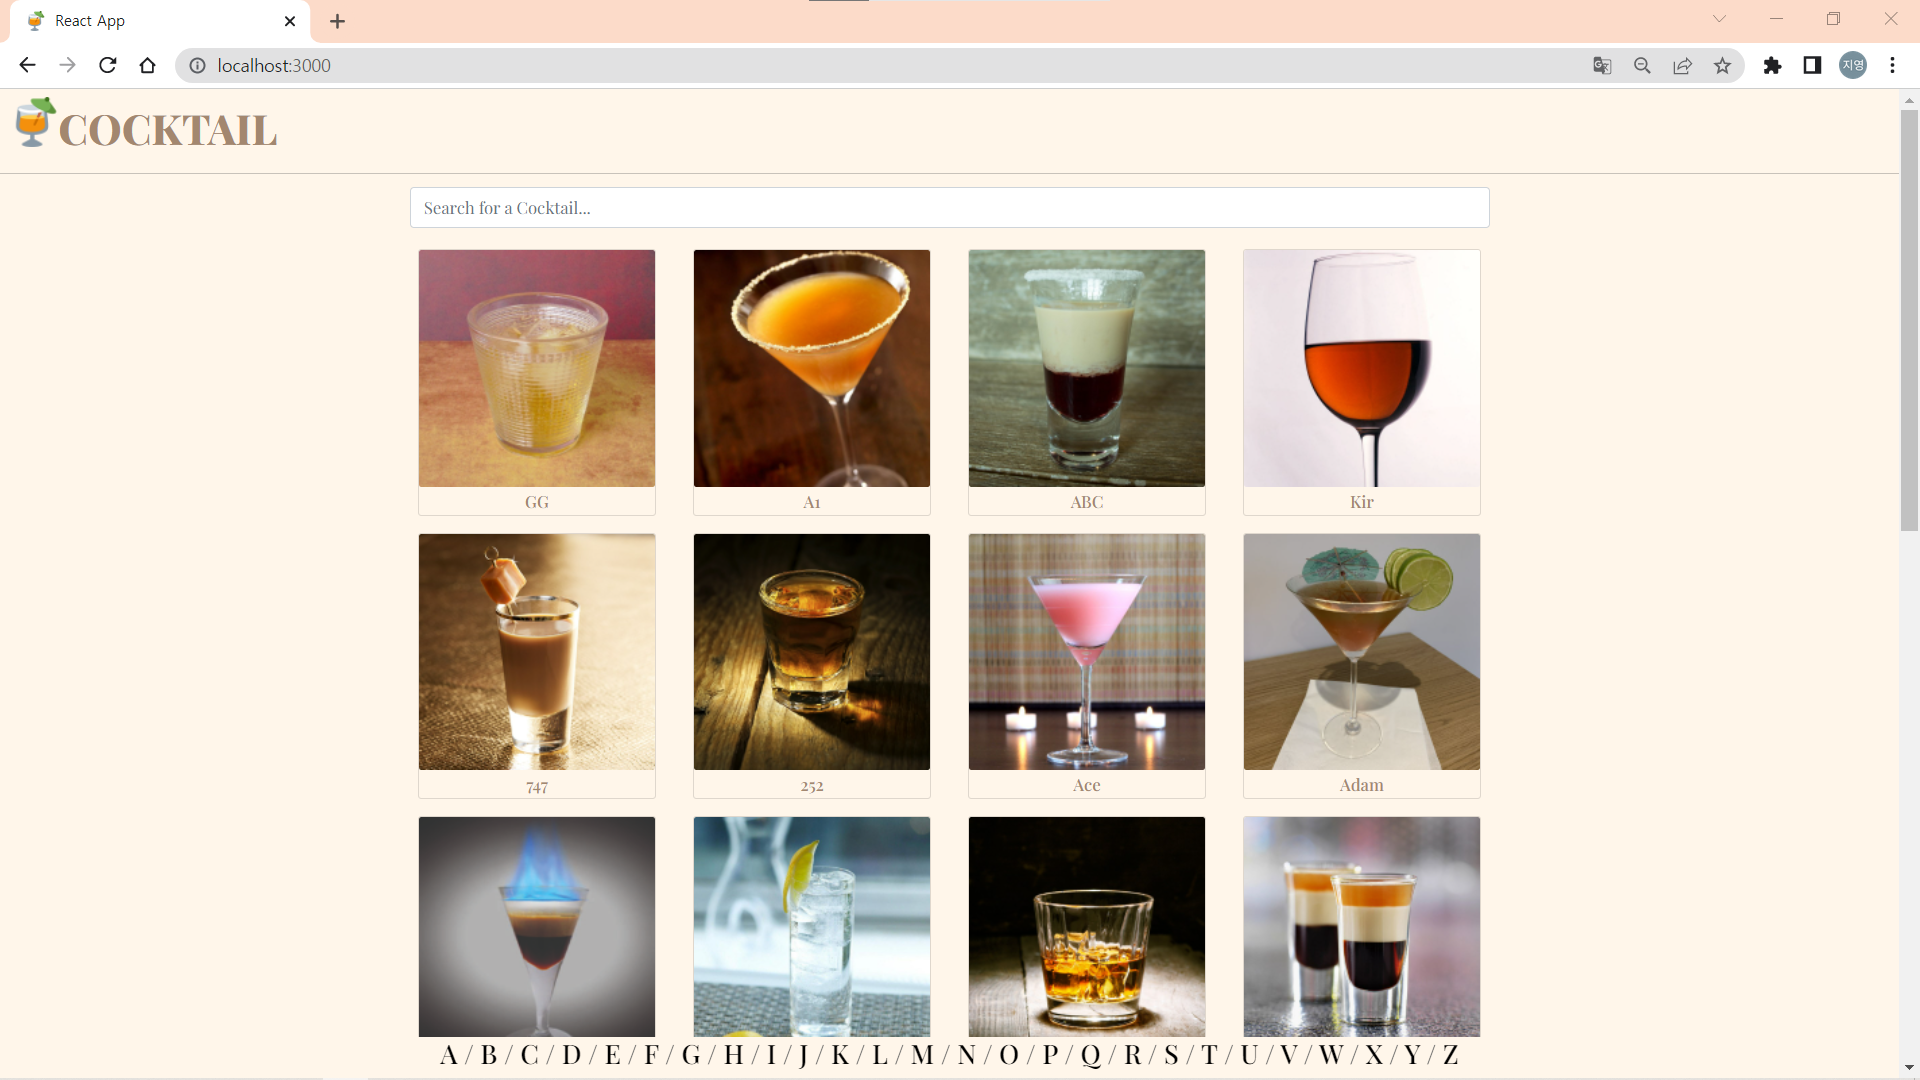 React App
localhost:3000
지영
COCKTAIL
Search for a Cocktail...
GG
A1
ABC
Kir
747
252
Ace
Adam
A / B / C / D / E / F / G / H / I / J / K / L / M / N / O / P / Q / R / S / T / U / V / W / X / Y / Z